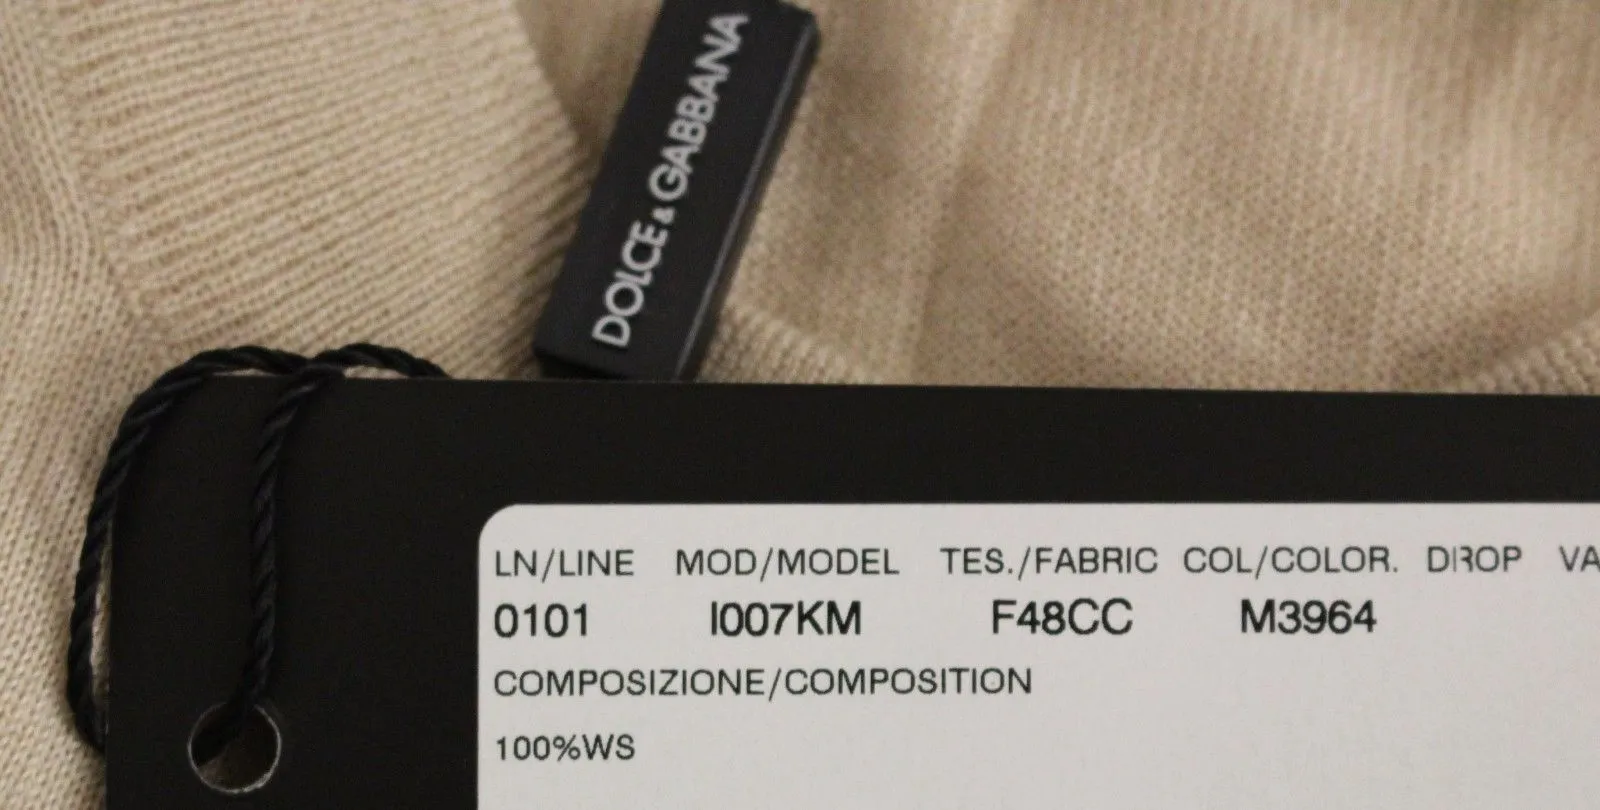 DOLCE & GABBANA
LN/LINE MOD/MODEL TES./FABRIC COL/COLOR. DROP VA
0101 I007KM F48CC M3964
COMPOSIZIONE/COMPOSITION
100%WS